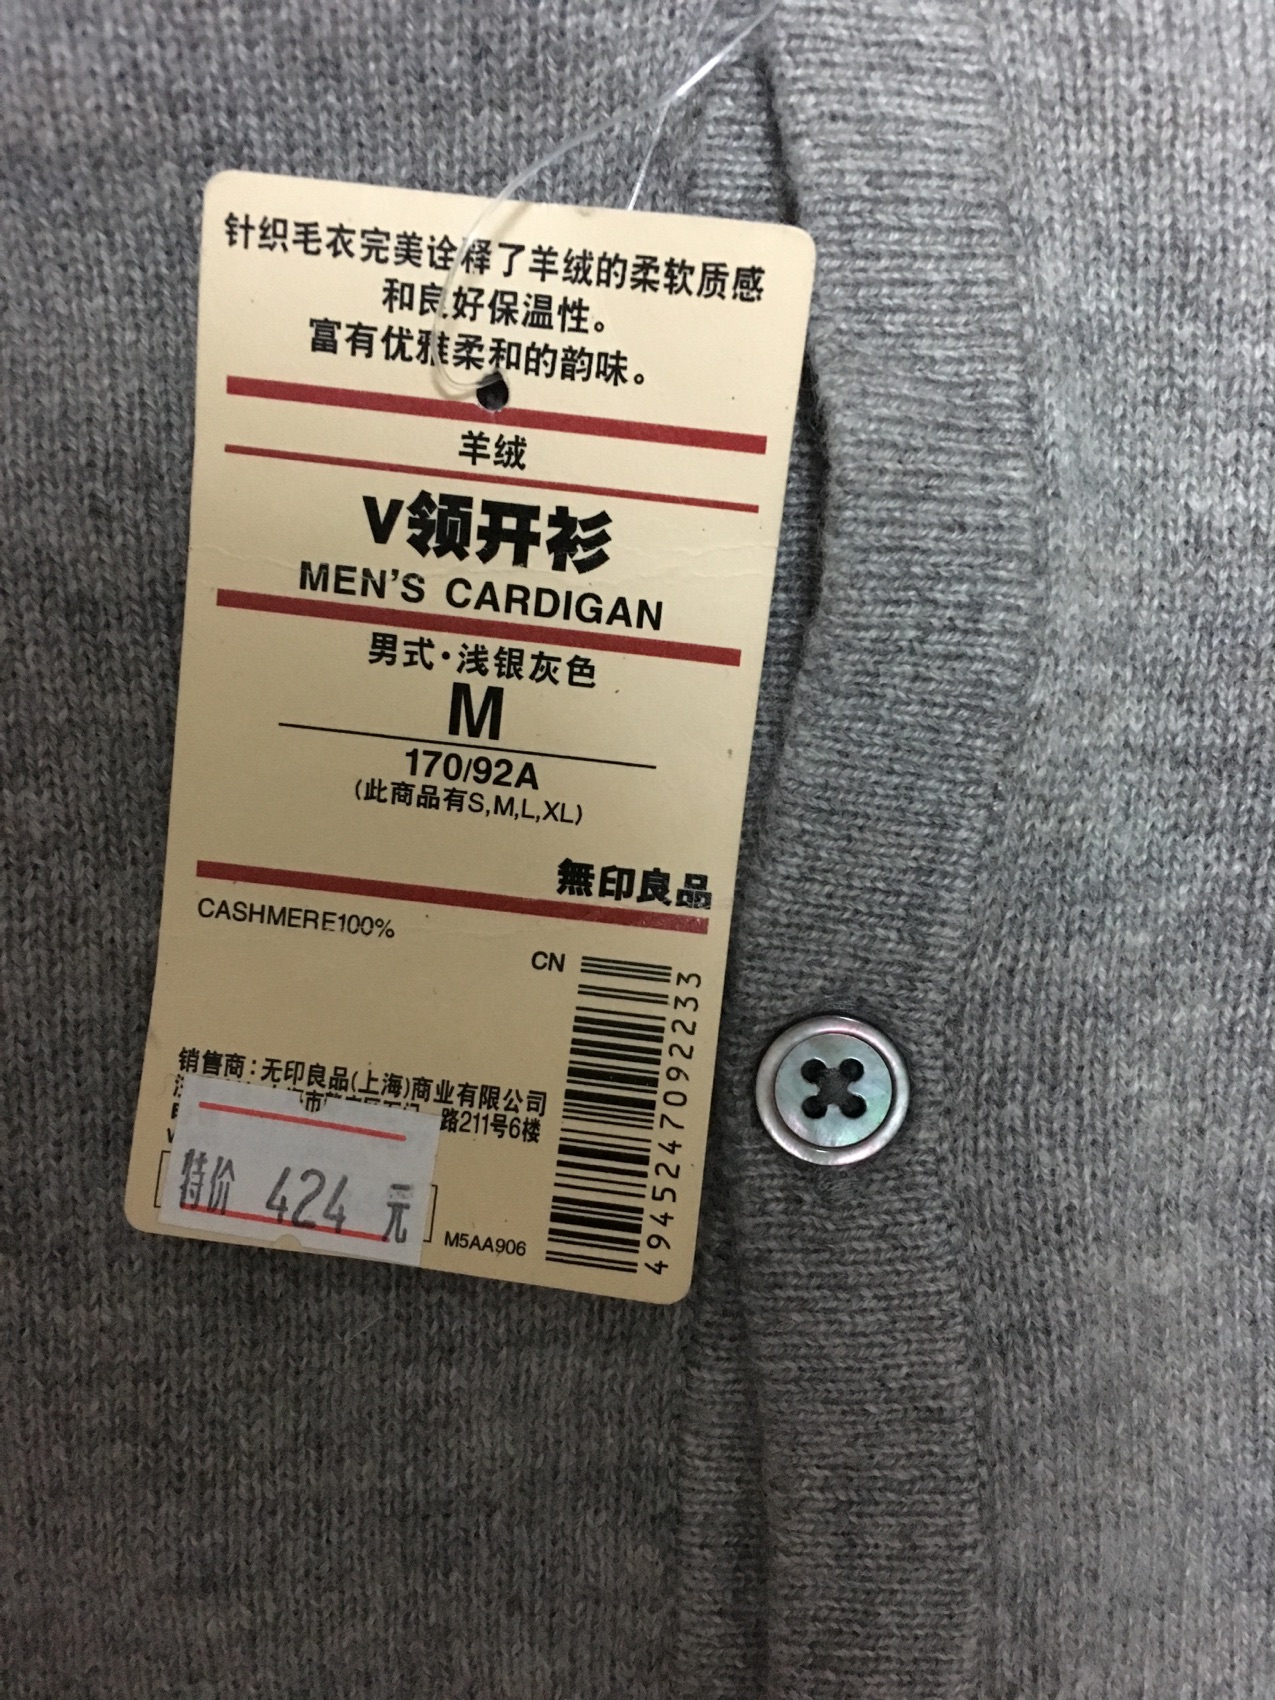 针织毛衣完美诠释了羊绒的柔软质感
和良好保温性。
富有优雅柔和的韵味。
羊绒
V领开衫
MEN'S CARDIGAN
男式·浅银灰色
M
170/92A
(此商品有S,M,L,XL)
無印良品
CASHMERE100%
CN
4945247092233
销售商:无印良品(上海)商业有限公司
路211号6楼
特价 424 元
M5AA906